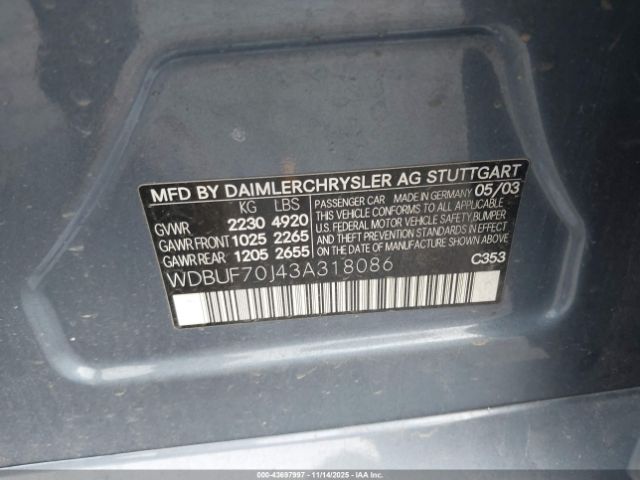 MFD BY DAIMLERCHRYSLER AG STUTTGART
KG LBS
GVWR 2230 4920
GAWR FRONT 1025 2265
GAWR REAR 1205 2655
PASSENGER CAR MADE IN GERMANY 05/03
THIS VEHICLE CONFORMS TO ALL APPLICABLE
U.S. FEDERAL MOTOR VEHICLE SAFETY, BUMPER
AND THEFT PREVENTION STANDARDS IN EFFECT
ON THE DATE OF MANUFACTURE SHOWN ABOVE.
WDBUF70J43A318086
C353
000-43697997 - 11/14/2025 - IAAI.COM